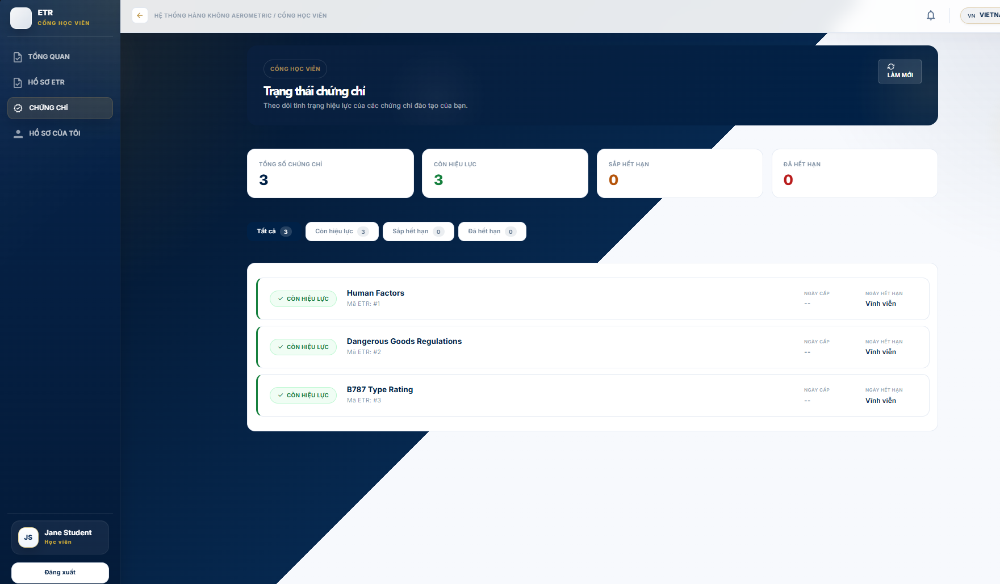 ETR
CỔNG HỌC VIÊN
TỔNG QUAN
HỒ SƠ ETR
CHỨNG CHỈ
HỒ SƠ CỦA TÔI
HỆ THỐNG HÀNG KHÔNG AEROMETRIC / CỔNG HỌC VIÊN
VN
CỔNG HỌC VIÊN
Trạng thái chứng chỉ
Theo dõi tình trạng hiệu lực của các chứng chỉ đào tạo của bạn.
LÀM MỚI
TỔNG SỐ CHỨNG CHỈ
3
CÒN HIỆU LỰC
3
SẮP HẾT HẠN
0
ĐÃ HẾT HẠN
0
Tất cả 3
Còn hiệu lực 3
Sắp hết hạn 0
Đã hết hạn 0
CÒN HIỆU LỰC
Human Factors
Mã ETR: #1
NGÀY CẤP
--
NGÀY HẾT HẠN
Vĩnh viễn
CÒN HIỆU LỰC
Dangerous Goods Regulations
Mã ETR: #2
NGÀY CẤP
--
NGÀY HẾT HẠN
Vĩnh viễn
CÒN HIỆU LỰC
B787 Type Rating
Mã ETR: #3
NGÀY CẤP
--
NGÀY HẾT HẠN
Vĩnh viễn
JS
Jane Student
Học viên
Đăng xuất